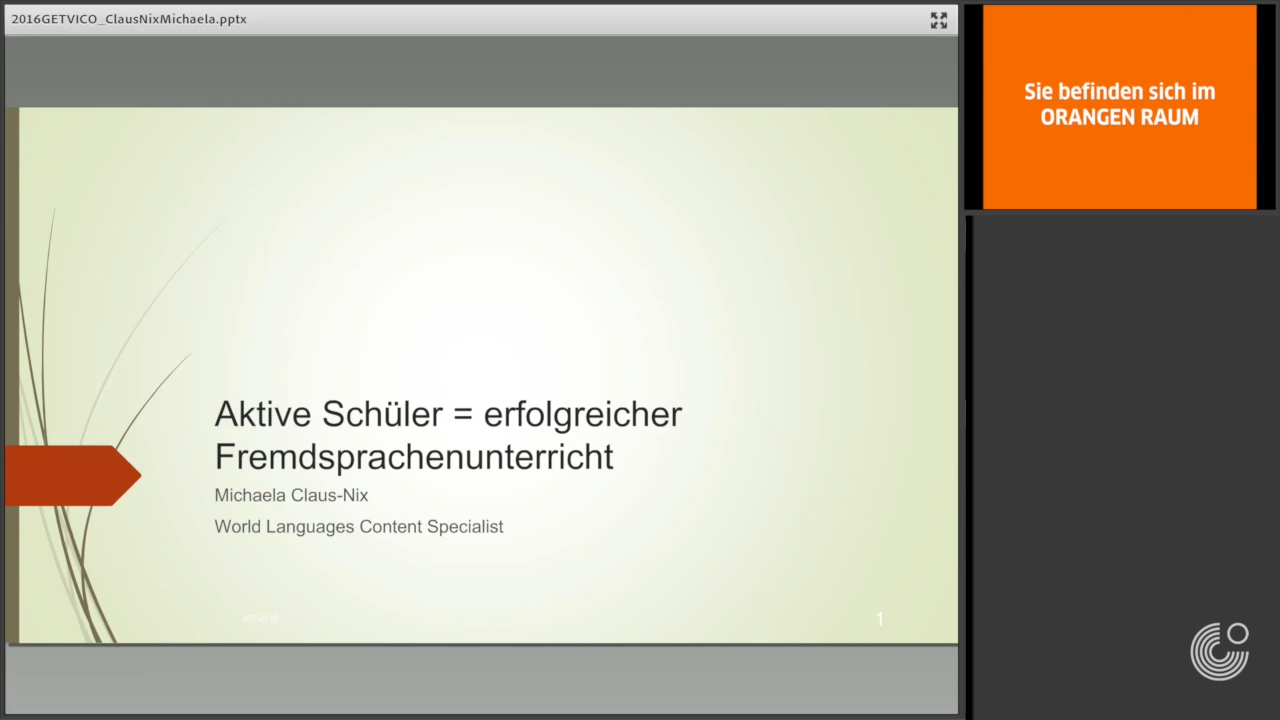 2016GETVICO_ClausNixMichaela.pptx
Sie befinden sich im
ORANGEN RAUM
Aktive Schüler = erfolgreicher
Fremdsprachenunterricht
Michaela Claus-Nix
World Languages Content Specialist
1